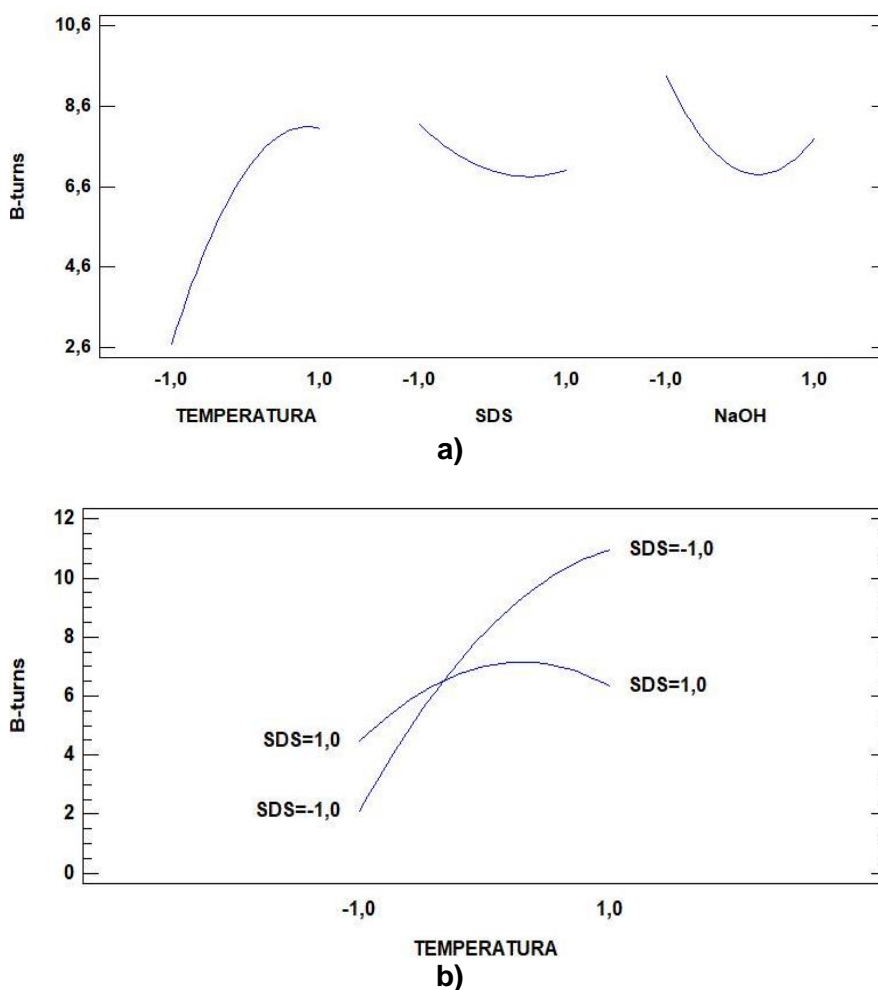 10,6
8,6
6,6
4,6
2,6
B-turns
-1,0 1,0 -1,0 1,0 -1,0 1,0
TEMPERATURA SDS NaOH
a)
12
10
8
6
4
2
0
B-turns
SDS=-1,0
SDS=1,0
SDS=1,0
SDS=-1,0
-1,0 1,0
TEMPERATURA
b)